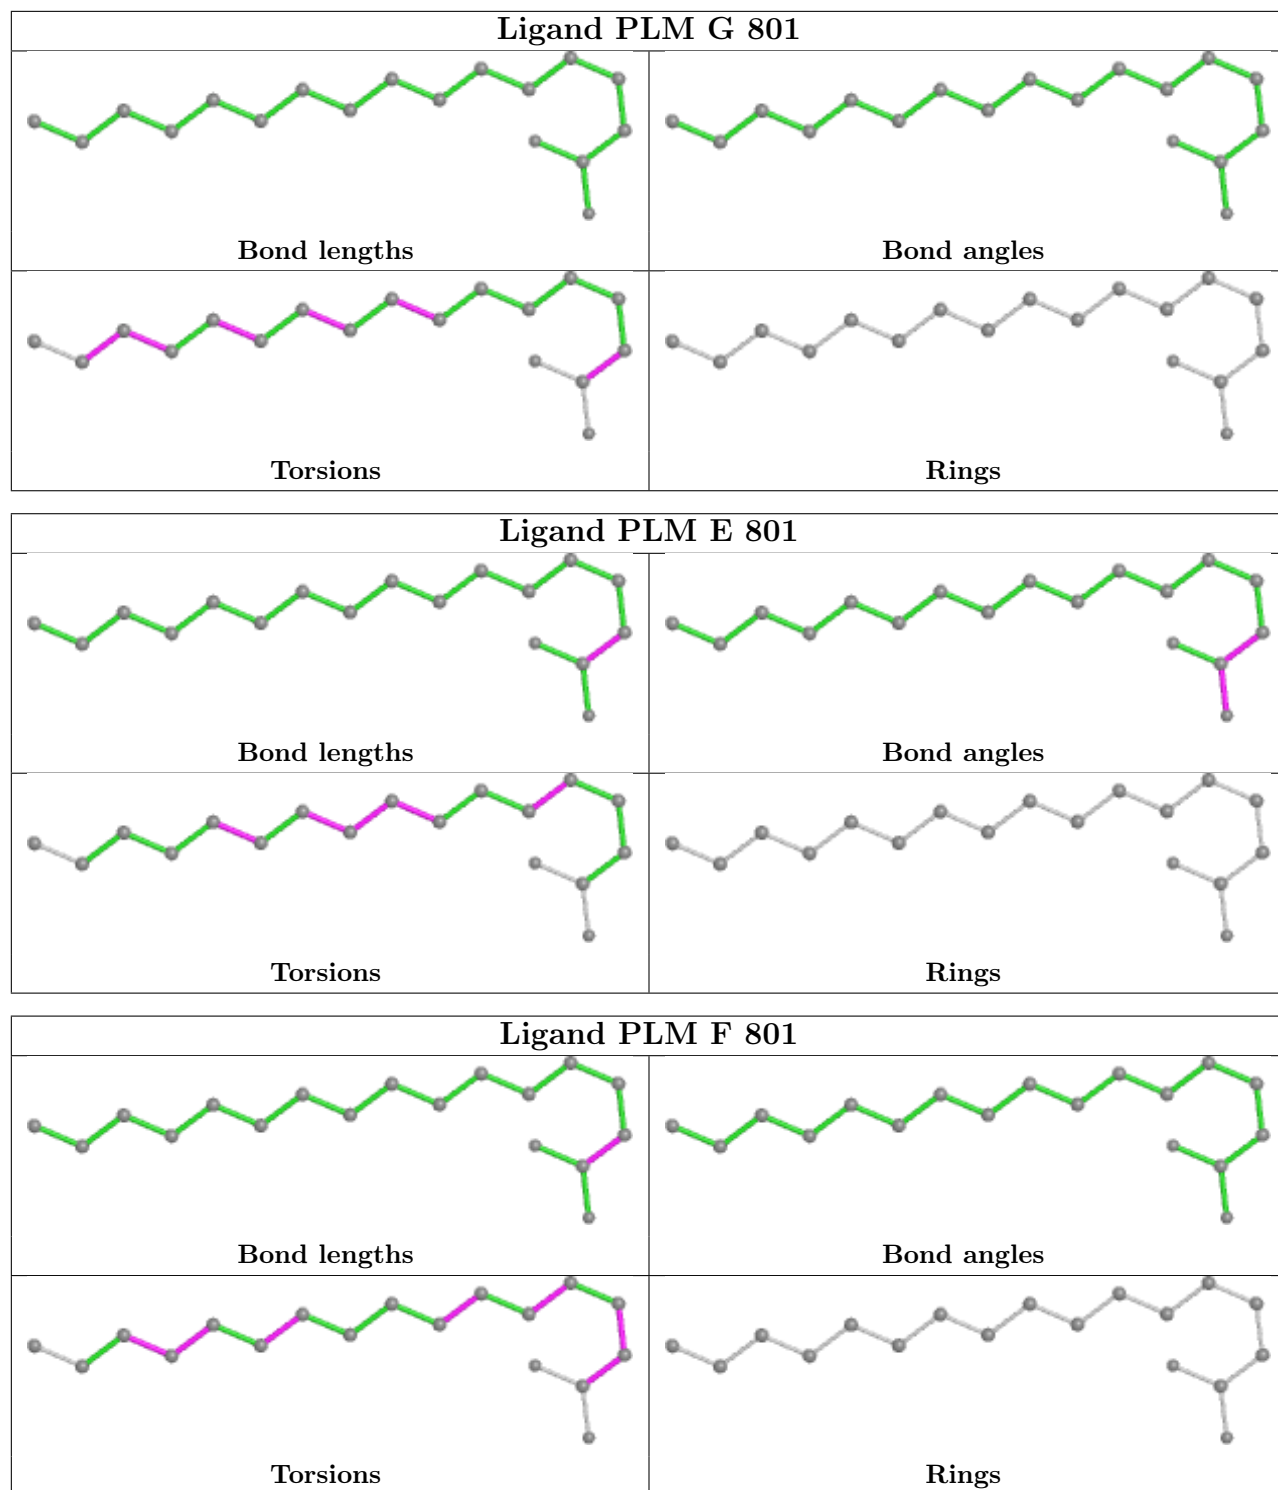 Ligand PLM G 801
Bond lengths
Bond angles
Torsions
Rings
Ligand PLM E 801
Bond lengths
Bond angles
Torsions
Rings
Ligand PLM F 801
Bond lengths
Bond angles
Torsions
Rings